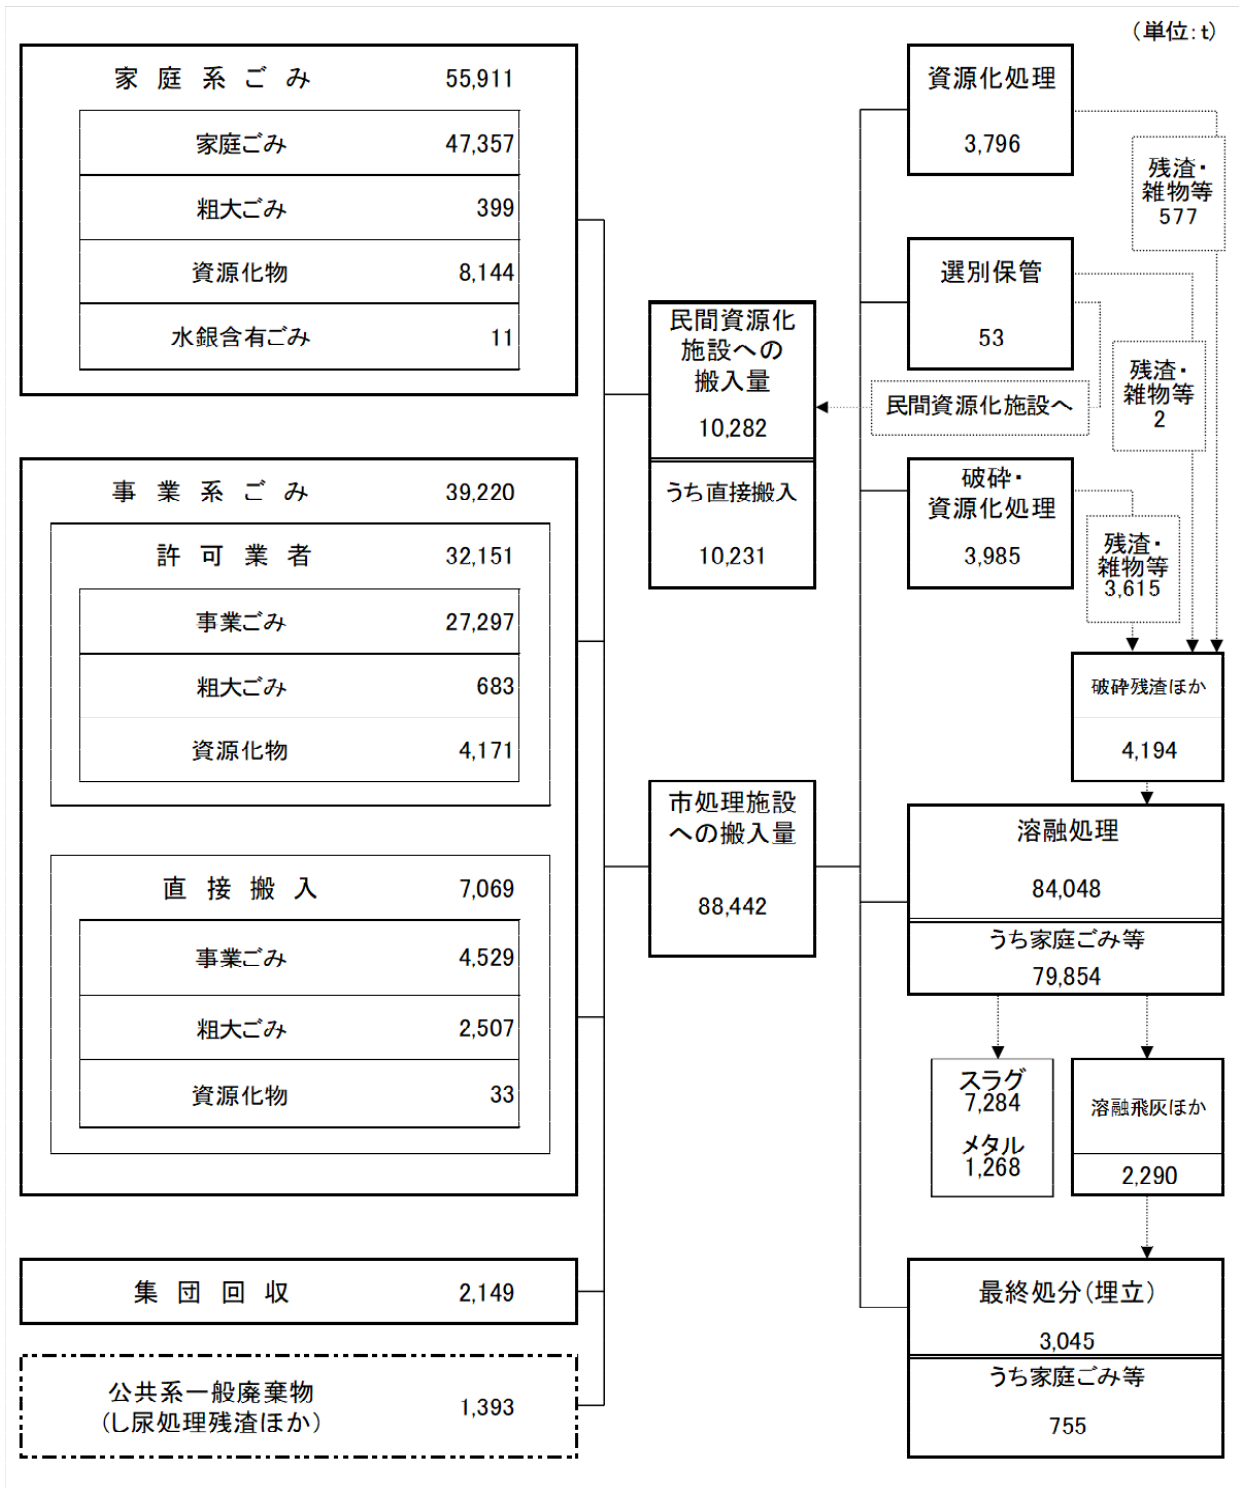 （単位：t）
家庭系ごみ 55,911
家庭ごみ 47,357
粗大ごみ 399
資源化物 8,144
水銀含有ごみ 11
事業系ごみ 39,220
許可業者 32,151
事業ごみ 27,297
粗大ごみ 683
資源化物 4,171
直接搬入 7,069
事業ごみ 4,529
粗大ごみ 2,507
資源化物 33
集団回収 2,149
公共系一般廃棄物
（し尿処理残渣ほか） 1,393
民間資源化
施設への
搬入量
10,282
うち直接搬入
10,231
市処理施設
への搬入量
88,442
資源化処理
3,796
残渣・
雑物等
577
選別保管
53
残渣・
雑物等
2
民間資源化施設へ
破砕・
資源化処理
3,985
残渣・
雑物等
3,615
破砕残渣ほか
4,194
溶融処理
84,048
うち家庭ごみ等
79,854
スラグ
7,284
メタル
1,268
溶融飛灰ほか
2,290
最終処分（埋立）
3,045
うち家庭ごみ等
755